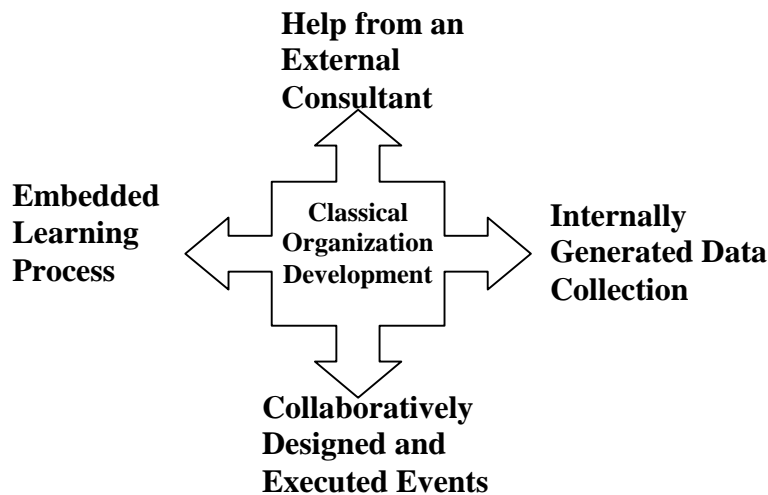 Help from an
External
Consultant
Embedded
Learning
Process
Classical
Organization
Development
Internally
Generated Data
Collection
Collaboratively
Designed and
Executed Events